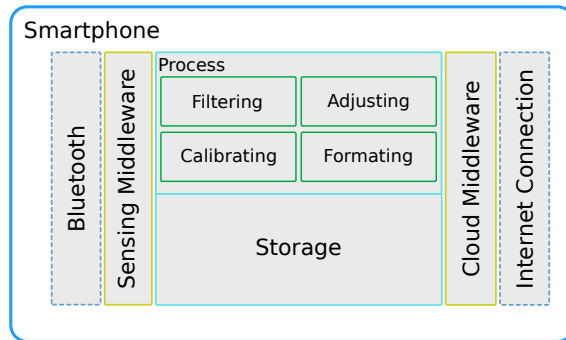 Smartphone
Bluetooth
Sensing Middleware
Process
Filtering
Adjusting
Calibrating
Formating
Storage
Cloud Middleware
Internet Connection